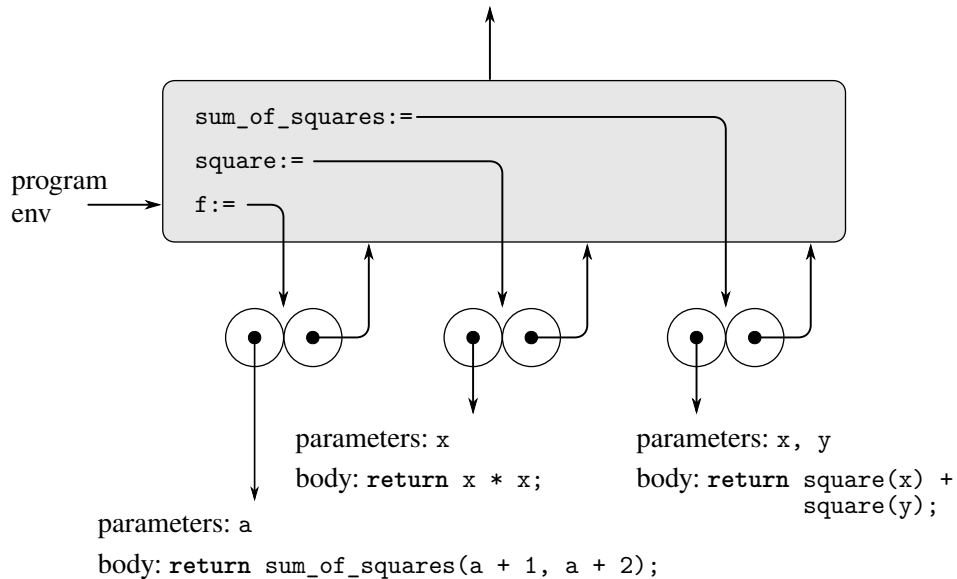 sum_of_squares:=
square:=
program
env
f:=
parameters: x
body: return x * x;
parameters: x, y
body: return square(x) +
square(y);
parameters: a
body: return sum_of_squares(a + 1, a + 2);